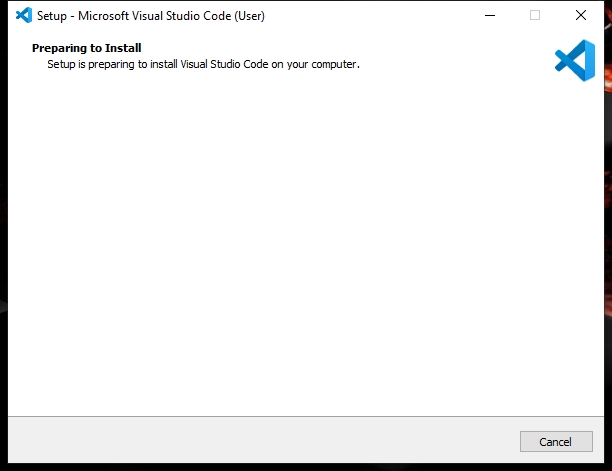 Setup - Microsoft Visual Studio Code (User)
Preparing to Install
Setup is preparing to install Visual Studio Code on your computer.
Cancel